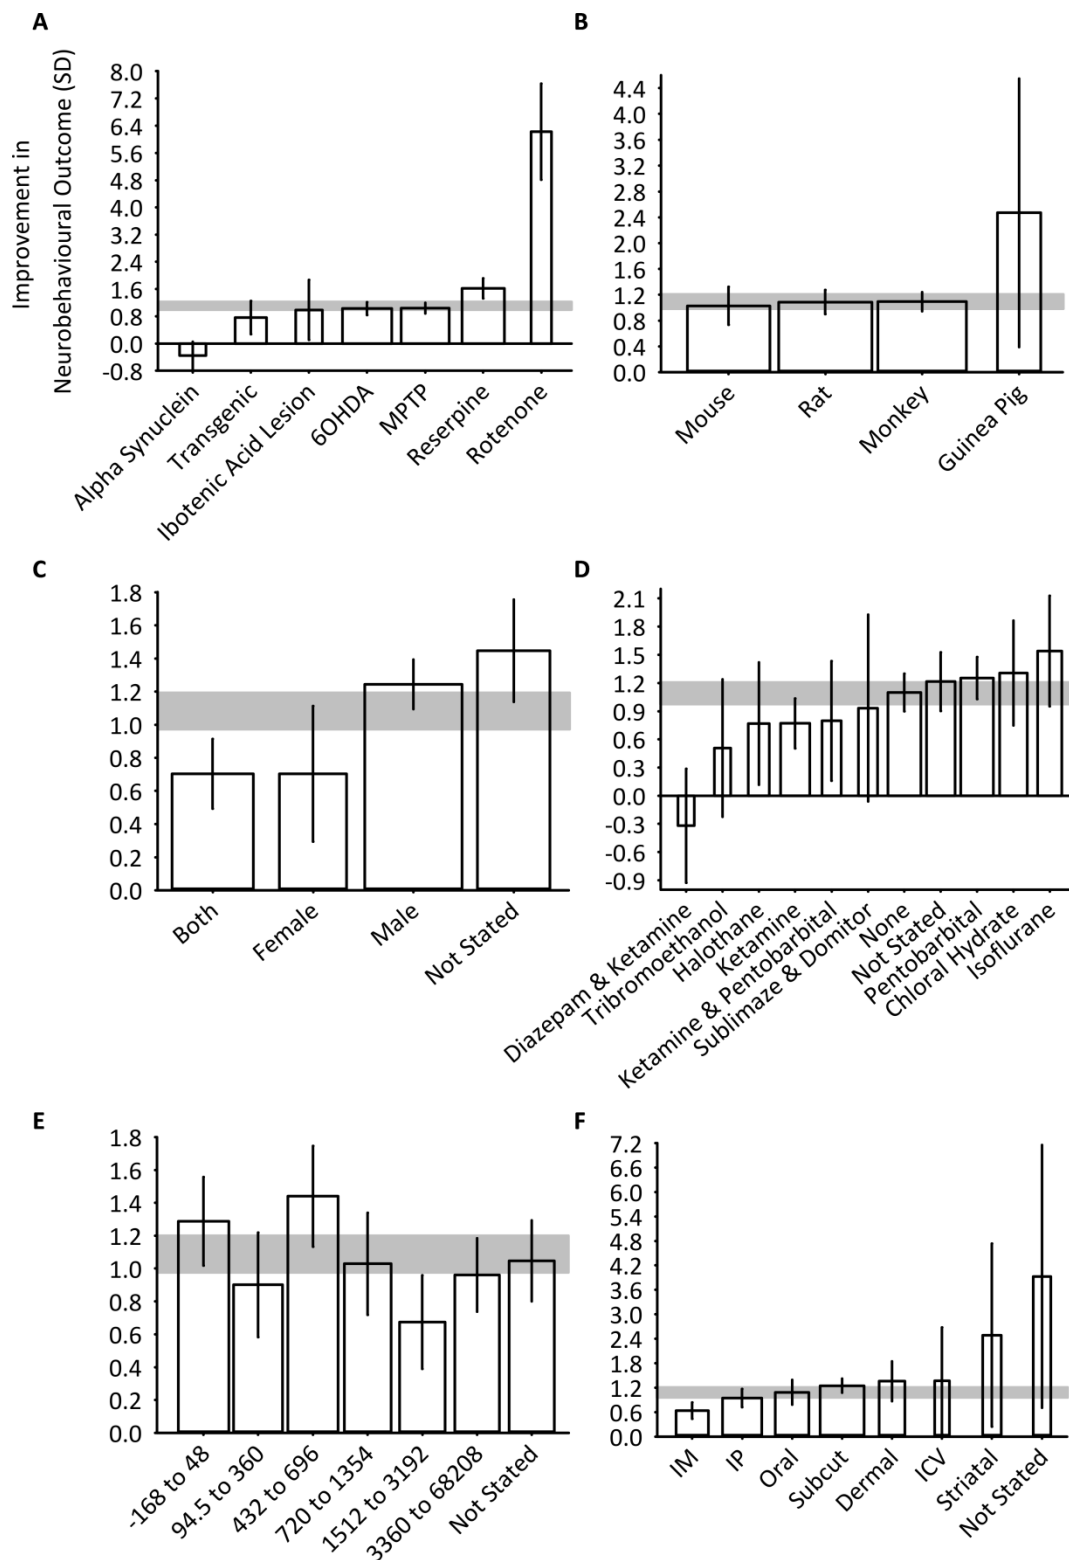 A
Improvement in
Neurobehavioural Outcome (SD)
8.0
7.2
6.4
5.6
4.8
4.0
3.2
2.4
1.6
0.8
0.0
-0.8
Alpha Synuclein
Transgenic
Ibotenic Acid Lesion
6OHDA
MPTP
Reserpine
Rotenone
B
4.4
4.0
3.6
3.2
2.8
2.4
2.0
1.6
1.2
0.8
0.4
0.0
Mouse
Rat
Monkey
Guinea Pig
C
1.8
1.6
1.4
1.2
1.0
0.8
0.6
0.4
0.2
0.0
Both
Female
Male
Not Stated
D
2.1
1.8
1.5
1.2
0.9
0.6
0.3
0.0
-0.3
-0.6
-0.9
Diazepam & Ketamine
Tribromoethanol
Halothane
Ketamine
Ketamine & Pentobarbital
Sublimaze & Domitor
None
Not Stated
Pentobarbital
Chloral Hydrate
Isoflurane
E
1.8
1.6
1.4
1.2
1.0
0.8
0.6
0.4
0.2
0.0
-168 to 48
94.5 to 360
432 to 696
720 to 1354
1512 to 3192
3360 to 68208
Not Stated
F
7.2
6.6
6.0
5.4
4.8
4.2
3.6
3.0
2.4
1.8
1.2
0.6
0.0
IM
IP
Oral
Subcut
Dermal
ICV
Striatal
Not Stated